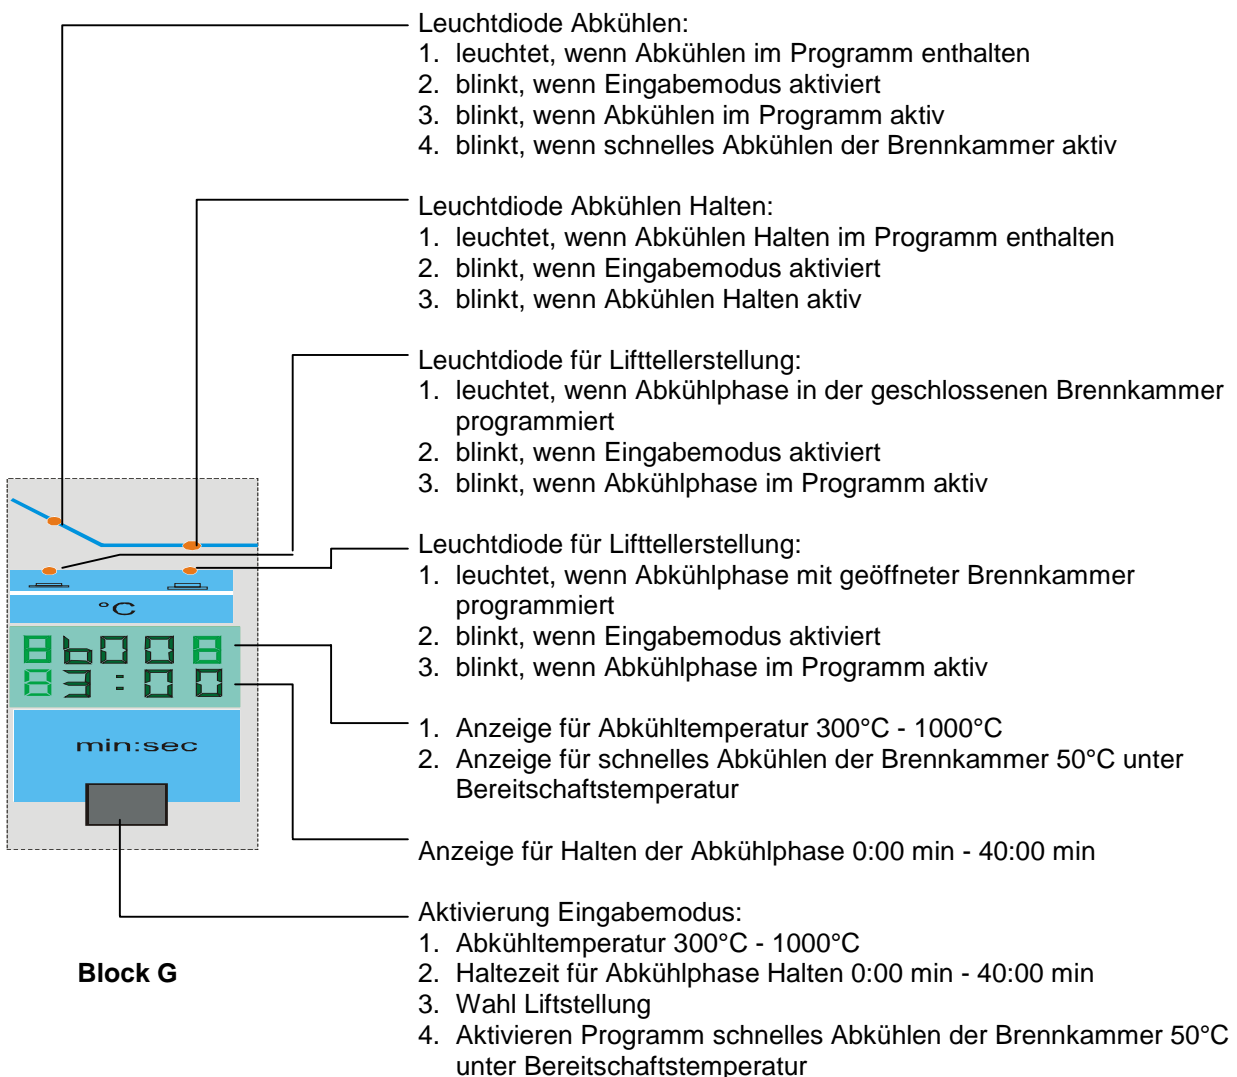 Leuchtdiode Abkühlen:
1. leuchtet, wenn Abkühlen im Programm enthalten
2. blinkt, wenn Eingabemodus aktiviert
3. blinkt, wenn Abkühlen im Programm aktiv
4. blinkt, wenn schnelles Abkühlen der Brennkammer aktiv
Leuchtdiode Abkühlen Halten:
1. leuchtet, wenn Abkühlen Halten im Programm enthalten
2. blinkt, wenn Eingabemodus aktiviert
3. blinkt, wenn Abkühlen Halten aktiv
Leuchtdiode für Lifttellerstellung:
1. leuchtet, wenn Abkühlphase in der geschlossenen Brennkammer
programmiert
2. blinkt, wenn Eingabemodus aktiviert
3. blinkt, wenn Abkühlphase im Programm aktiv
Leuchtdiode für Lifttellerstellung:
1. leuchtet, wenn Abkühlphase mit geöffneter Brennkammer
programmiert
2. blinkt, wenn Eingabemodus aktiviert
3. blinkt, wenn Abkühlphase im Programm aktiv
°C
8b008
83:00
min:sec
1. Anzeige für Abkühltemperatur 300°C - 1000°C
2. Anzeige für schnelles Abkühlen der Brennkammer 50°C unter
Bereitschaftstemperatur
Anzeige für Halten der Abkühlphase 0:00 min - 40:00 min
Aktivierung Eingabemodus:
1. Abkühltemperatur 300°C - 1000°C
2. Haltezeit für Abkühlphase Halten 0:00 min - 40:00 min
3. Wahl Liftstellung
4. Aktivieren Programm schnelles Abkühlen der Brennkammer 50°C
unter Bereitschaftstemperatur
Block G